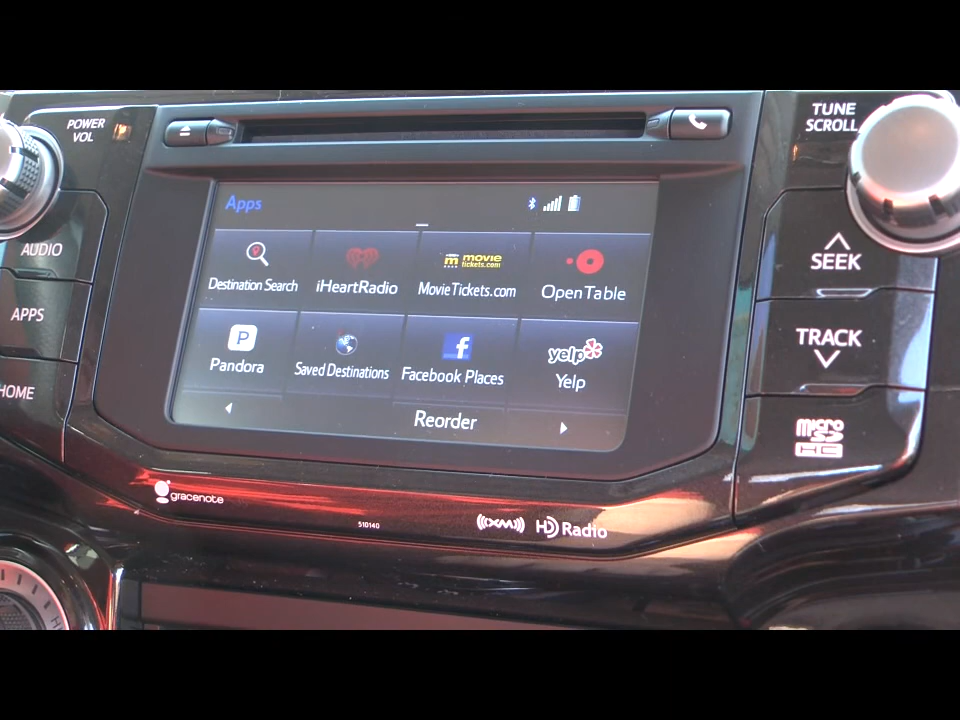 POWER
VOL
TUNE
SCROLL
Apps
AUDIO
SEEK
m movie
tickets.com
Destination Search
iHeartRadio
MovieTickets.com
OpenTable
APPS
TRACK
P
f
yelp
Pandora
Saved Destinations
Facebook Places
Yelp
HOME
Reorder
micro
SD
HC
gracenote
510140
((XM))
HD Radio